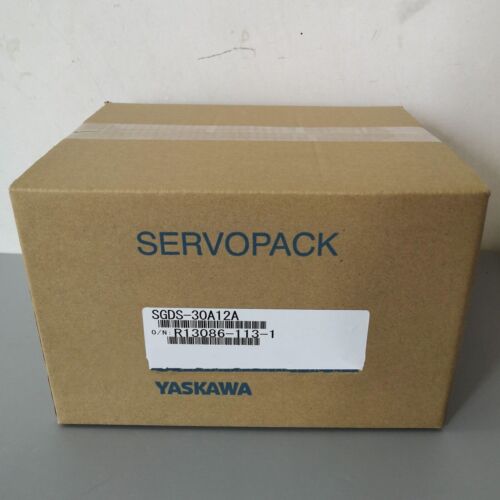 SERVOPACK
SGDS-30A12A
O/N: R13086-113-1
YASKAWA